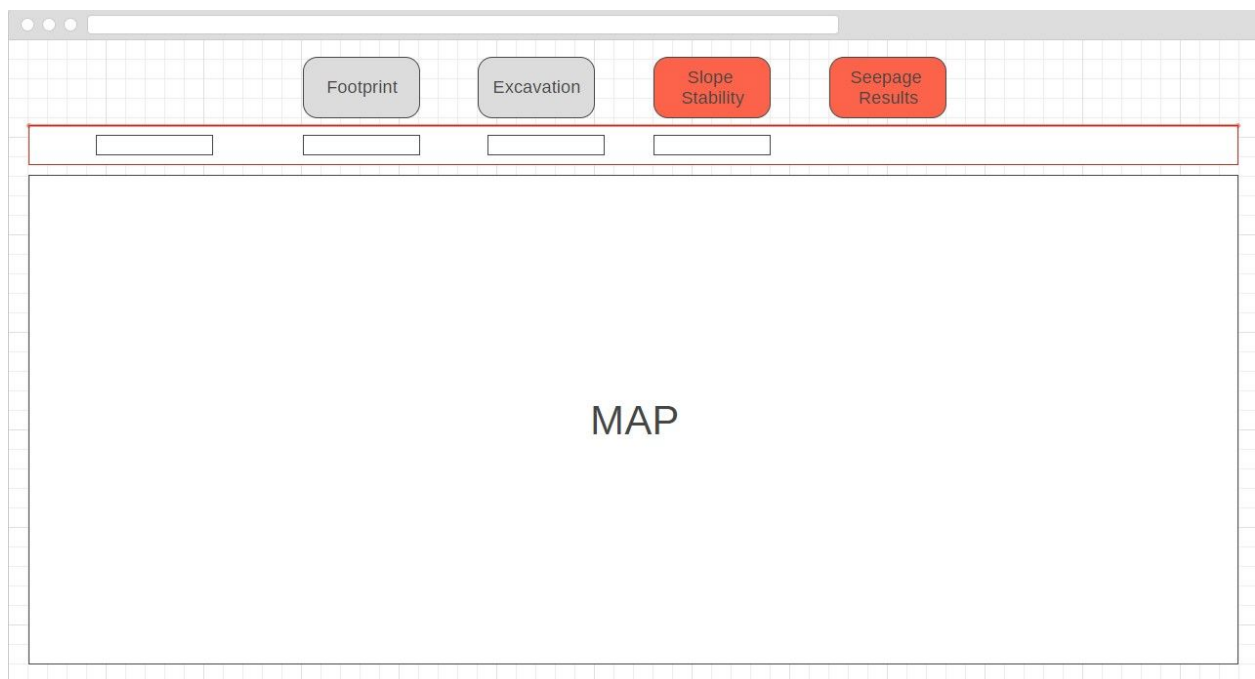 Footprint
Excavation
Slope
Stability
Seepage
Results
MAP